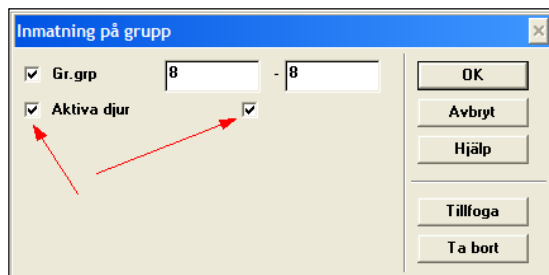 Inmatning på grupp
Gr.grp 8 - 8
Aktiva djur
OK
Avbryt
Hjälp
Tillfoga
Ta bort